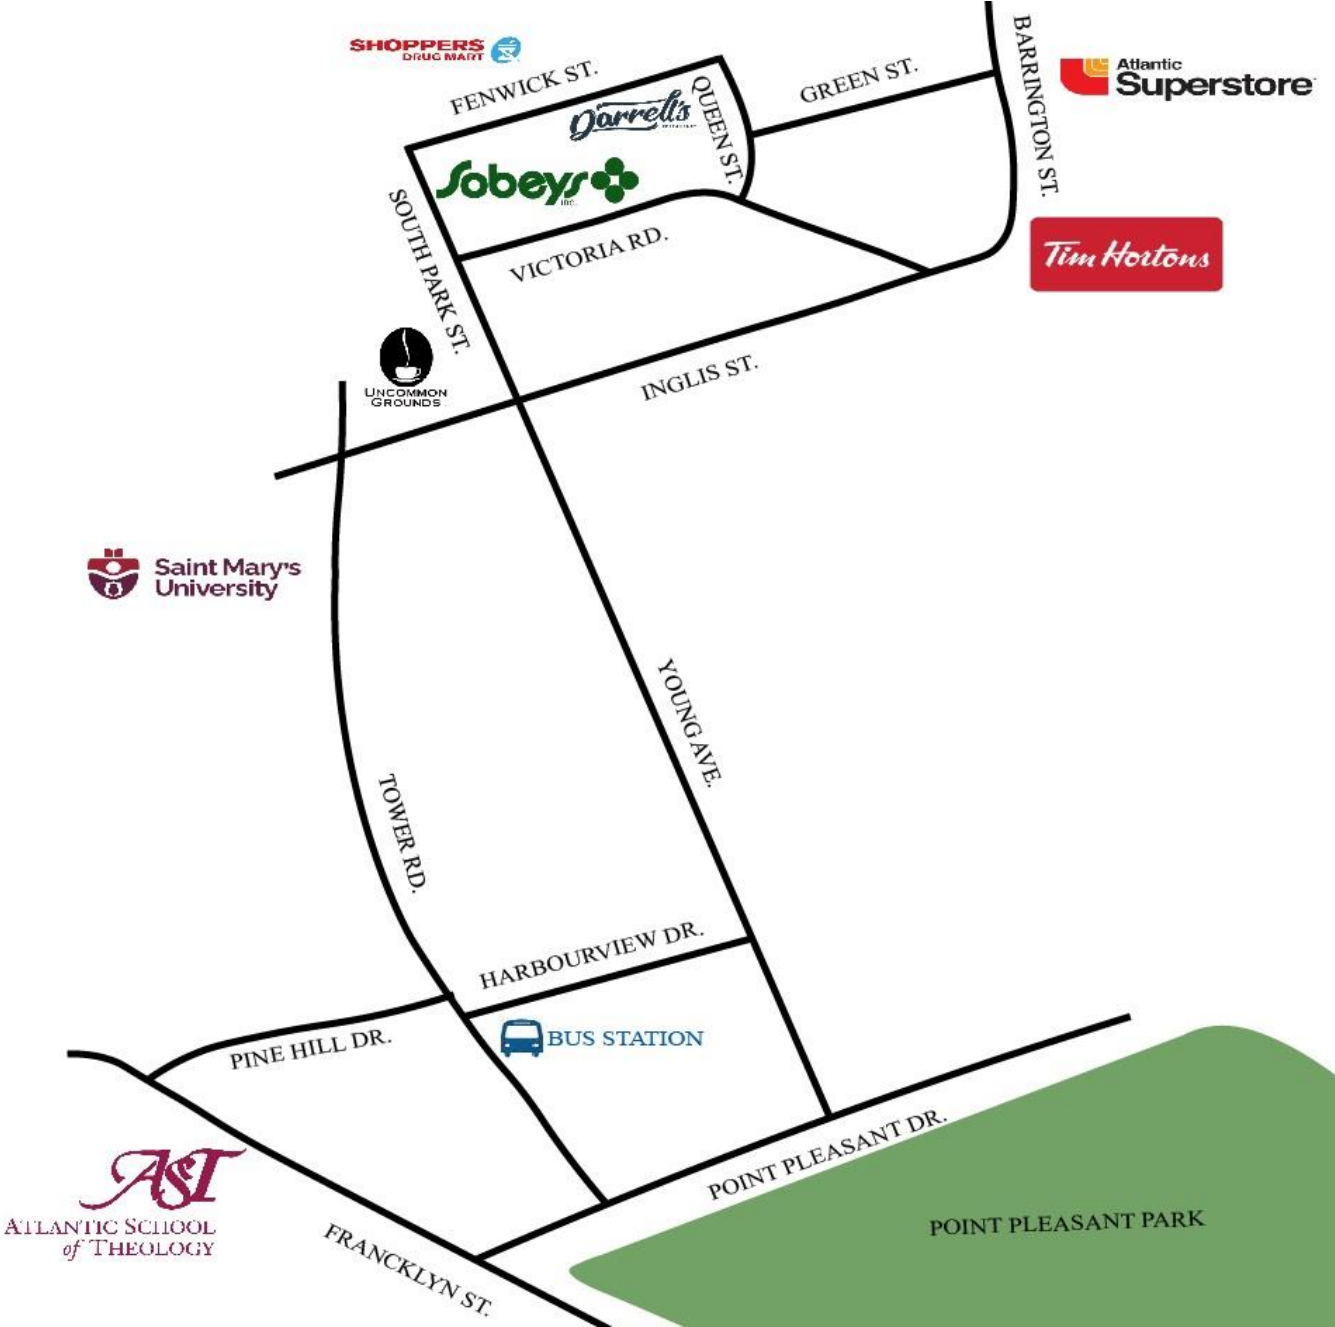 SHOPPERS
DRUG MART
FENWICK ST.
Darrell's
QUEEN ST.
GREEN ST.
BARRINGTON ST.
Atlantic
Superstore
Sobeys
INC.
SOUTH PARK ST.
VICTORIA RD.
Tim Hortons
UNCOMMON
GROUNDS
INGLIS ST.
Saint Mary's
University
YOUNG AVE.
TOWER RD.
HARBOURVIEW DR.
BUS STATION
PINE HILL DR.
POINT PLEASANT DR.
POINT PLEASANT PARK
AST
ATLANTIC SCHOOL
of THEOLOGY
FRANCKLYN ST.